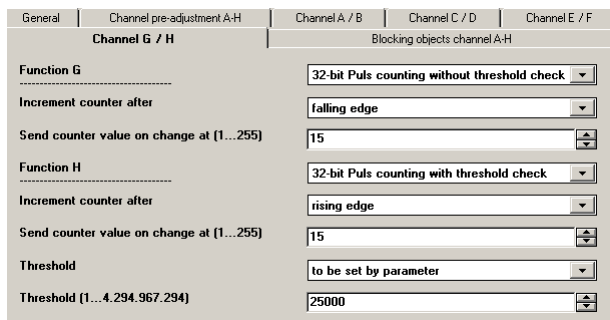 General Channel pre-adjustment A-H Channel A / B Channel C / D Channel E / F
Channel G / H Blocking objects channel A-H
Function G 32-bit Puls counting without threshold check
Increment counter after falling edge
Send counter value on change at (1...255) 15
Function H 32-bit Puls counting with threshold check
Increment counter after rising edge
Send counter value on change at (1...255) 15
Threshold to be set by parameter
Threshold (1...4.294.967.294) 25000